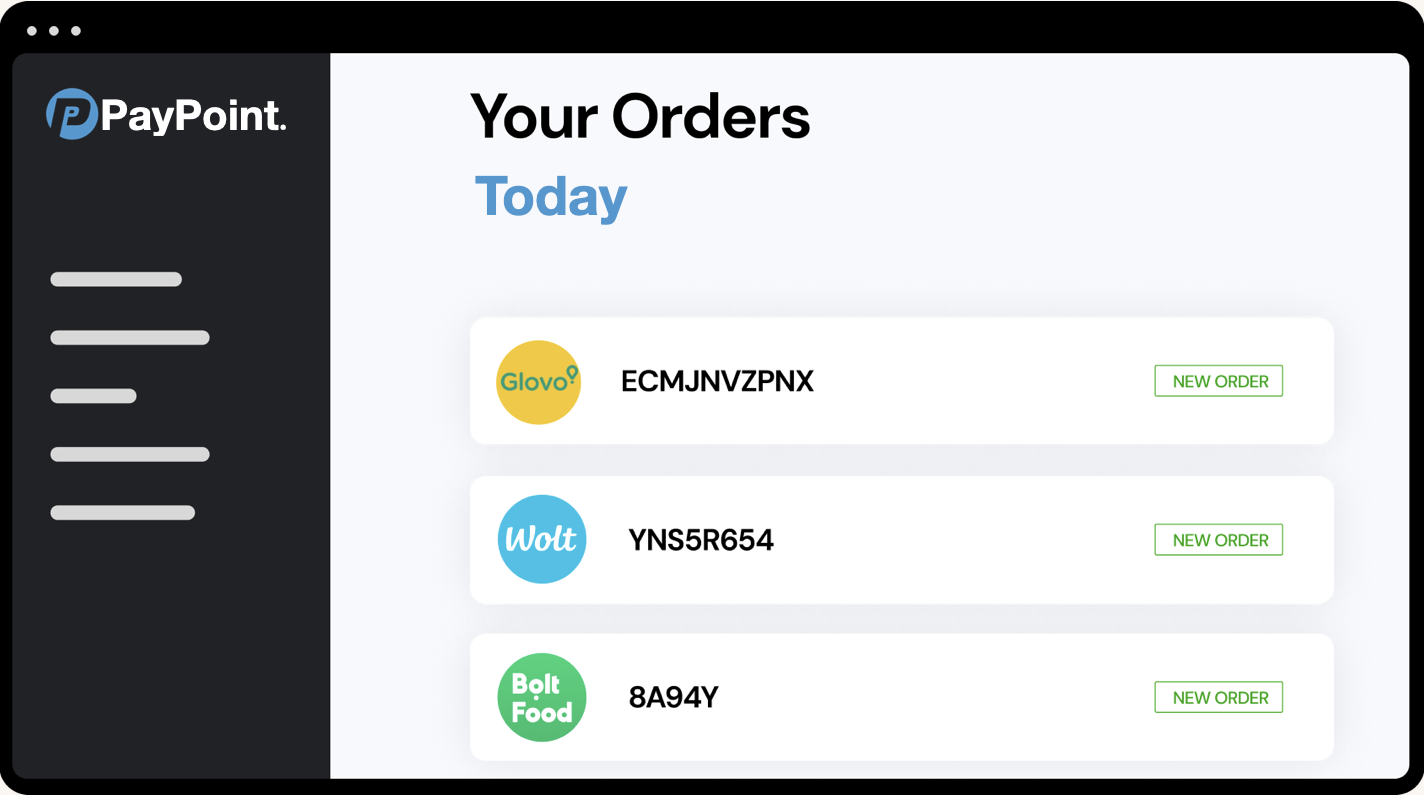 PayPoint.
Your Orders
Today
Glovo
ECMJNVZPNX
NEW ORDER
Wolt
YNS5R654
NEW ORDER
Bolt
Food
8A94Y
NEW ORDER